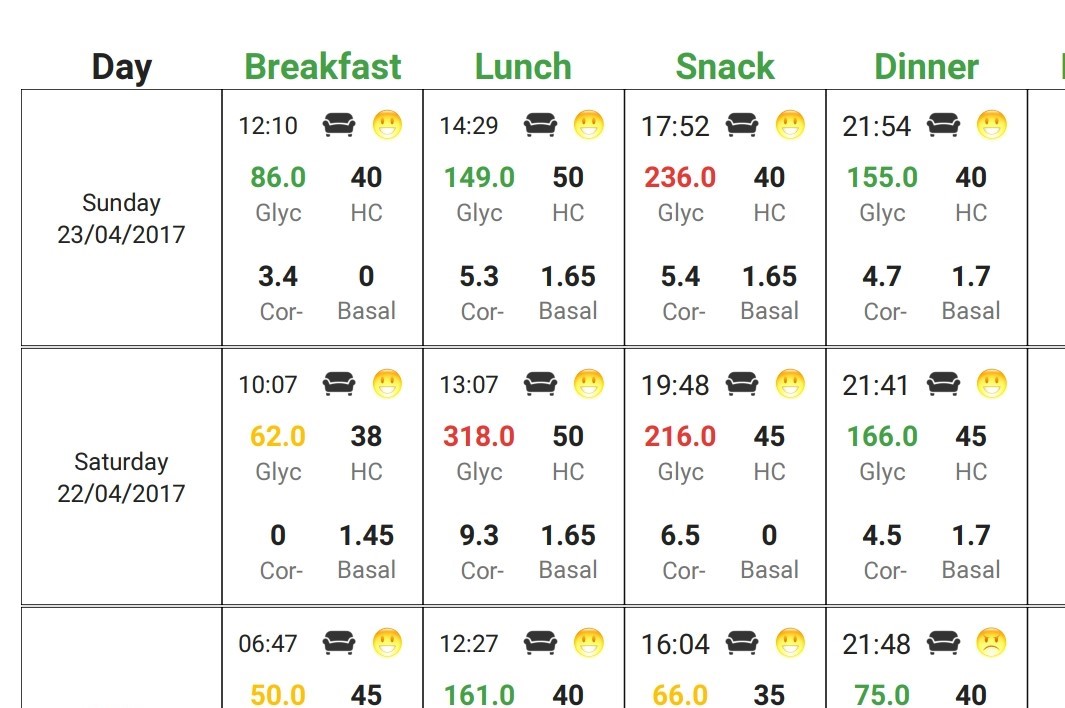 Day Breakfast Lunch Snack Dinner
12:10 14:29 17:52 21:54
86.0 40 149.0 50 236.0 40 155.0 40
Sunday
Glyc HC Glyc HC Glyc HC Glyc HC
23/04/2017
3.4 0 5.3 1.65 5.4 1.65 4.7 1.7
Cor- Basal Cor- Basal Cor- Basal Cor- Basal
10:07 13:07 19:48 21:41
62.0 38 318.0 50 216.0 45 166.0 45
Saturday
Glyc HC Glyc HC Glyc HC Glyc HC
22/04/2017
0 1.45 9.3 1.65 6.5 0 4.5 1.7
Cor- Basal Cor- Basal Cor- Basal Cor- Basal
06:47 12:27 16:04 21:48
50.0 45 161.0 40 66.0 35 75.0 40